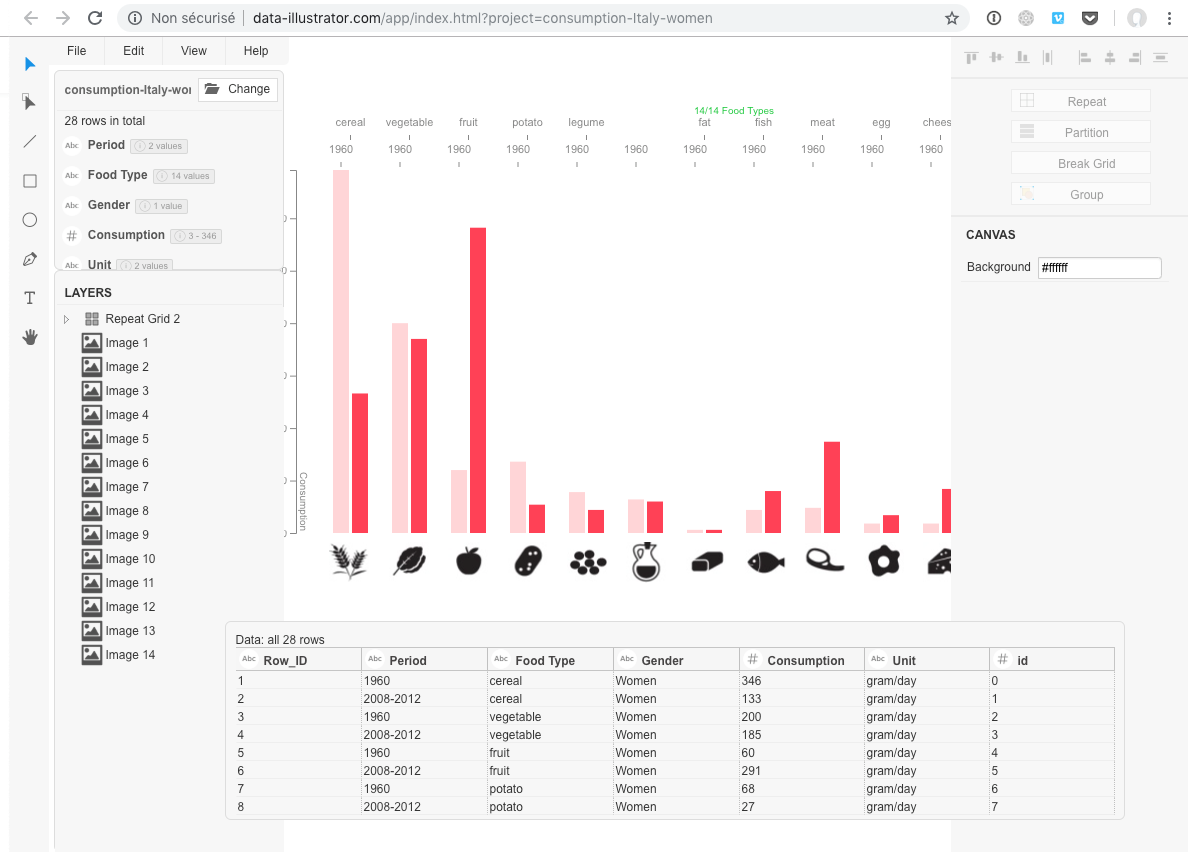 Non sécurisé | data-illustrator.com/app/index.html?project=consumption-Italy-women
File Edit View Help
consumption-Italy-wor Change
28 rows in total
Abc Period 2 values
Abc Food Type 14 values
Abc Gender 1 value
# Consumption 3 - 346
Abc Unit 2 values
LAYERS
Repeat Grid 2
Image 1
Image 2
Image 3
Image 4
Image 5
Image 6
Image 7
Image 8
Image 9
Image 10
Image 11
Image 12
Image 13
Image 14
T
14/14 Food Types
cereal vegetable fruit potato legume fat fish meat egg chees
1960 1960 1960 1960 1960 1960 1960 1960 1960 1960 1960
Consumption
Repeat
Partition
Break Grid
Group
CANVAS
Background #ffffff
Data: all 28 rows
Abc Row_ID Abc Period Abc Food Type Abc Gender # Consumption Abc Unit # id
1 1960 cereal Women 346 gram/day 0
2 2008-2012 cereal Women 133 gram/day 1
3 1960 vegetable Women 200 gram/day 2
4 2008-2012 vegetable Women 185 gram/day 3
5 1960 fruit Women 60 gram/day 4
6 2008-2012 fruit Women 291 gram/day 5
7 1960 potato Women 68 gram/day 6
8 2008-2012 potato Women 27 gram/day 7